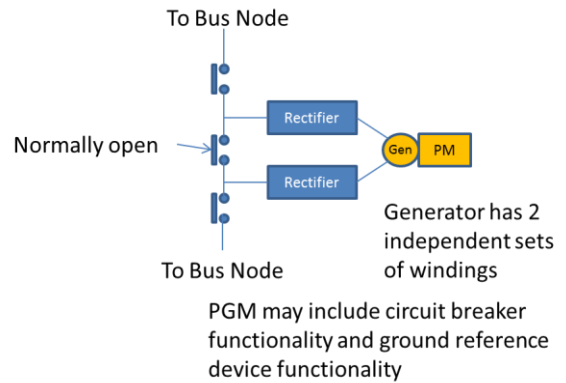 To Bus Node
Rectifier
Normally open
Gen
PM
Rectifier
Generator has 2
independent sets
of windings
To Bus Node
PGM may include circuit breaker
functionality and ground reference
device functionality